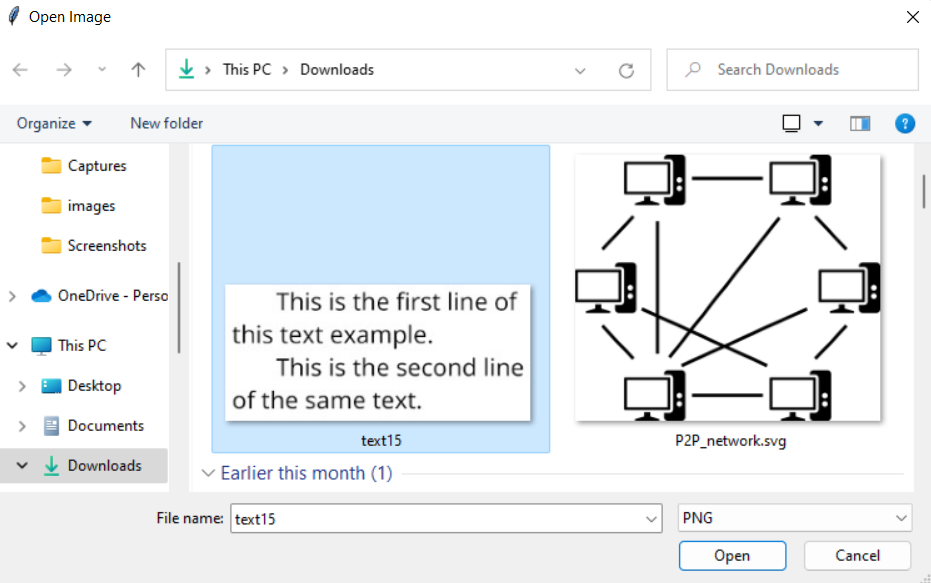 Open Image
This PC > Downloads
Search Downloads
Organize
New folder
?
Captures
images
Screenshots
OneDrive - Perso
This PC
Desktop
Documents
Downloads
This is the first line of
this text example.
This is the second line
of the same text.
text15
P2P_network.svg
Earlier this month (1)
File name:
text15
PNG
Open
Cancel